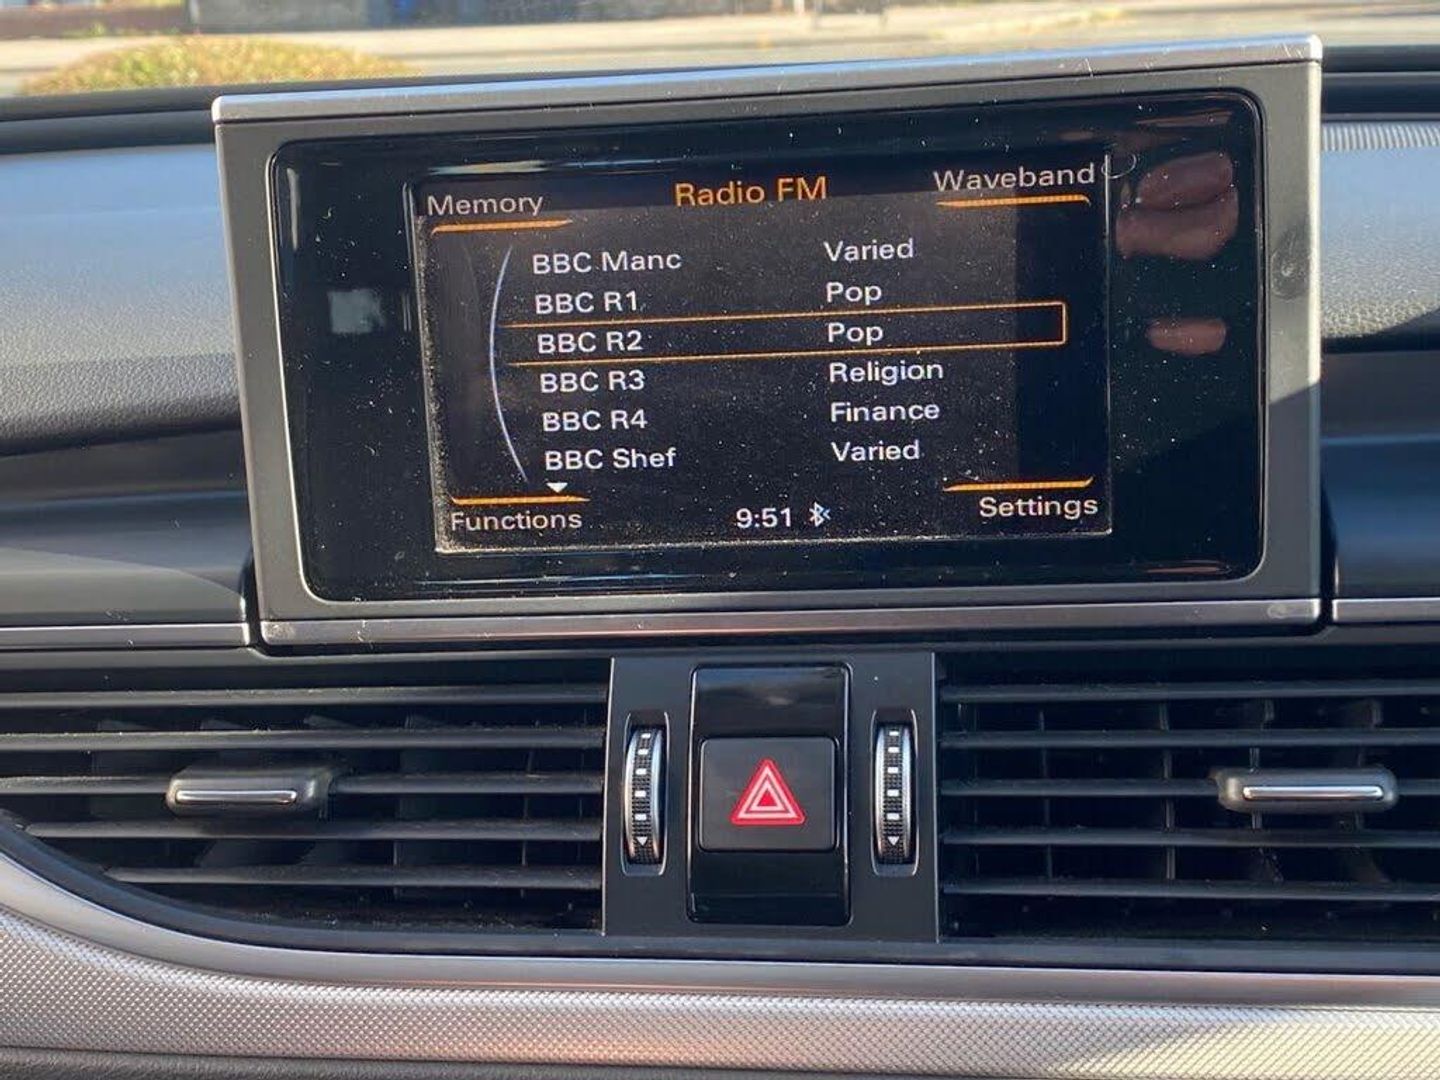 Memory Radio FM Waveband
BBC Manc Varied
BBC R1 Pop
BBC R2 Pop
BBC R3 Religion
BBC R4 Finance
BBC Shef Varied
Functions 9:51 Settings